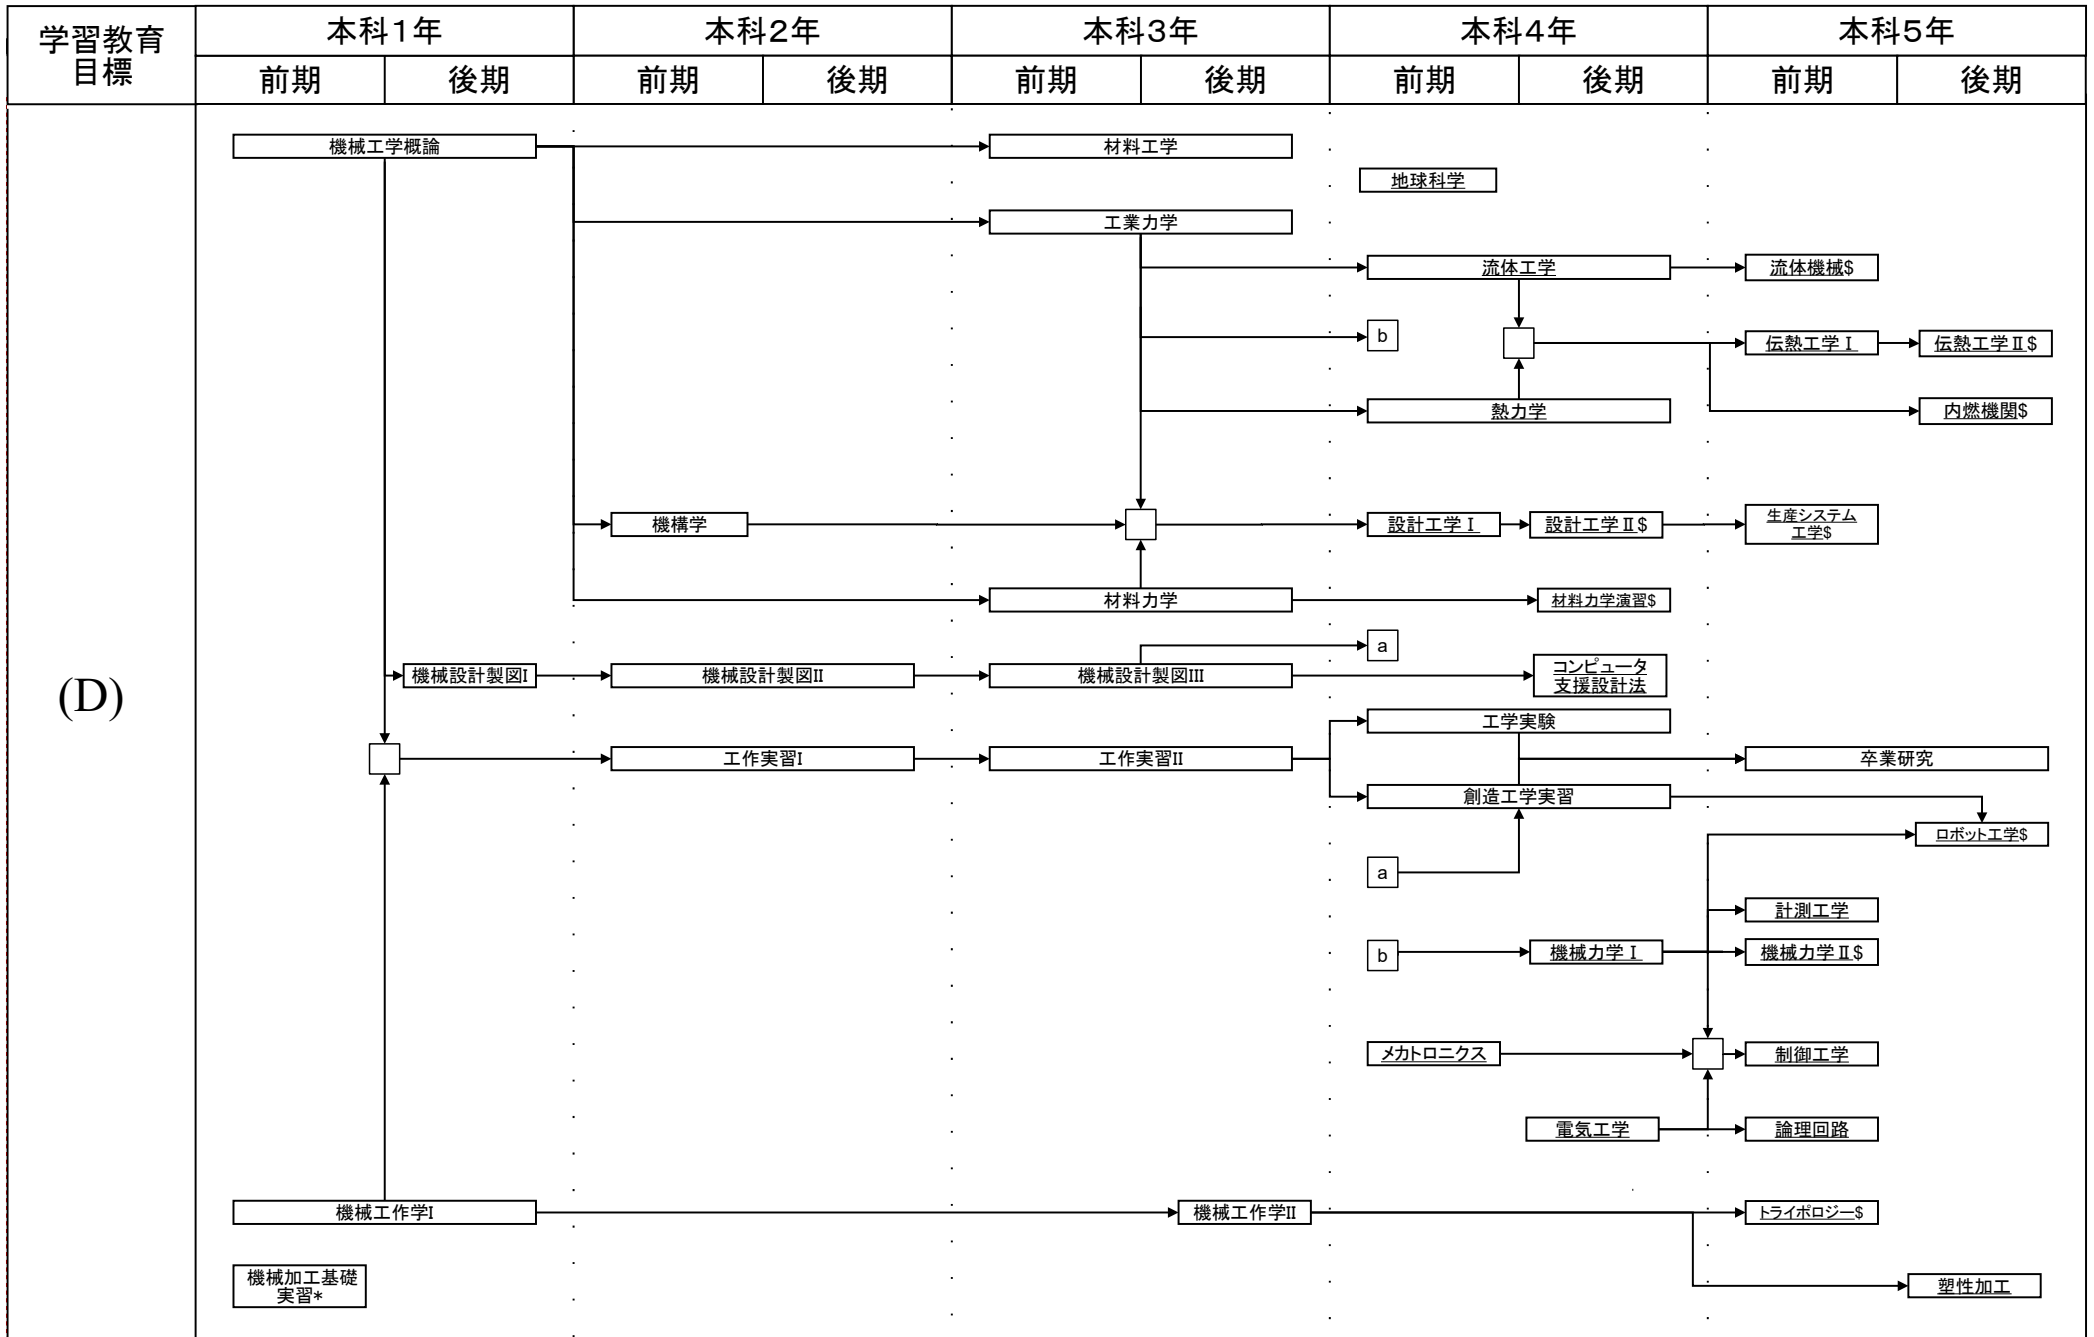 学習教育
目標
本科1年
本科2年
本科3年
本科4年
本科5年
前期
後期
前期
後期
前期
後期
前期
後期
前期
後期
(D)
機械工学概論
材料工学
地球科学
工業力学
流体工学
流体機械$
b
伝熱工学Ⅰ
伝熱工学Ⅱ$
熱力学
内燃機関$
機構学
設計工学Ⅰ
設計工学Ⅱ$
生産システム
工学$
材料力学
材料力学演習$
a
機械設計製図I
機械設計製図II
機械設計製図III
コンピュータ
支援設計法
工学実験
工作実習I
工作実習II
卒業研究
創造工学実習
ロボット工学$
a
計測工学
b
機械力学Ⅰ
機械力学Ⅱ$
メカトロニクス
制御工学
電気工学
論理回路
機械工作学I
機械工作学II
トライポロジー$
機械加工基礎
実習*
塑性加工